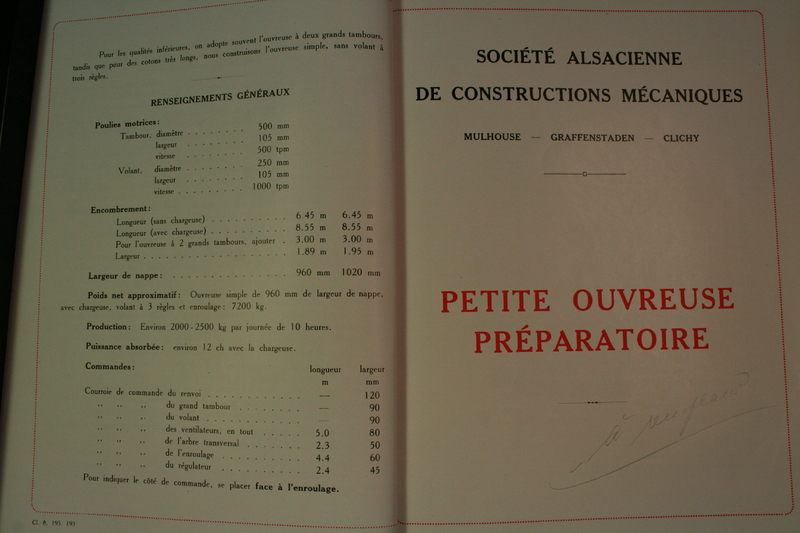 Pour les qualités inférieures, on adopte souvent l'ouvreuse à deux grands tambours,
tandis que pour des cotons très longs, nous construisons l'ouvreuse simple, sans volant à
trois règles.
RENSEIGNEMENTS GÉNÉRAUX
Poulies motrices:
Tambour, diamètre . . . . . . . . 500 mm
largeur . . . . . . . . 105 mm
vitesse . . . . . . . . 500 tpm
Volant, diamètre . . . . . . . . 250 mm
largeur . . . . . . . . 105 mm
vitesse . . . . . . . . 1000 tpm
Encombrement:
Longueur (sans chargeuse) . . . . . . . . . . 6.45 m 6.45 m
Longueur (avec chargeuse) . . . . . . . . . . 8.55 m 8.55 m
Pour l'ouvreuse à 2 grands tambours, ajouter . 3.00 m 3.00 m
Largeur . . . . . . . . . . . . . . . . . . 1.89 m 1.95 m
Largeur de nappe: . . . . . . . . . . . . . . 960 mm 1020 mm
Poids net approximatif: Ouvreuse simple de 960 mm de largeur de nappe,
avec chargeuse, volant à 3 règles et enroulage: 7200 kg.
Production: Environ 2000-2500 kg par journée de 10 heures.
Puissance absorbée: environ 12 ch avec la chargeuse.
Commandes: longueur largeur
m mm
Courroie de commande du renvoi . . . . . . . . . . — 120
,, ,, ,, du grand tambour . . . . . . . — 90
,, ,, ,, du volant . . . . . . . . . . — 90
,, ,, ,, des ventilateurs, en tout . . . . . 5.0 80
,, ,, ,, de l'arbre transversal . . . . . . . 2.3 50
,, ,, ,, de l'enroulage . . . . . . . . . . 4.4 60
,, ,, ,, du régulateur . . . . . . . . . . 2.4 45
Pour indiquer le côté de commande, se placer face à l'enroulage.
Cl. 8, 195 193
SOCIÉTÉ ALSACIENNE
DE CONSTRUCTIONS MÉCANIQUES
MULHOUSE — GRAFFENSTADEN — CLICHY
PETITE OUVREUSE
PRÉPARATOIRE